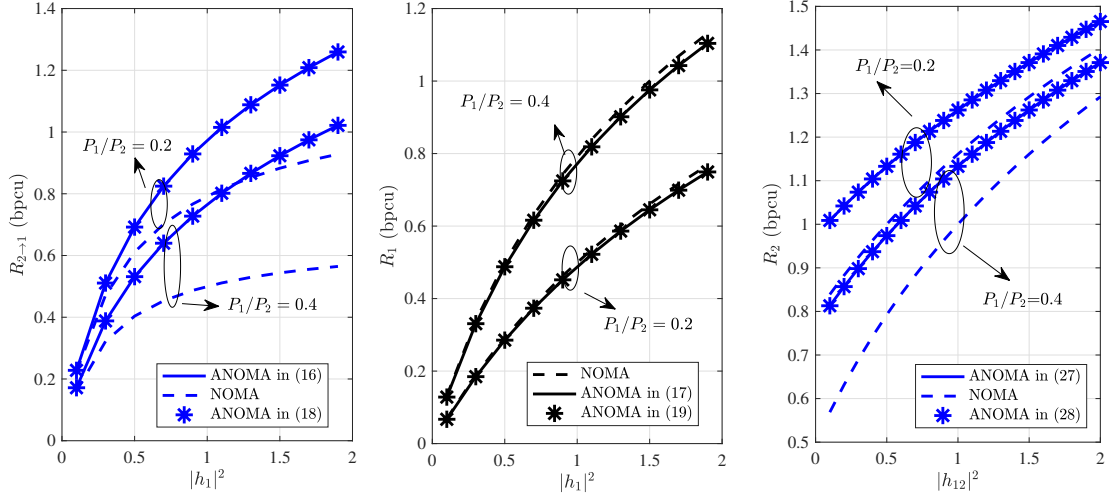 1.4
1.2
1
0.8
0.6
0.4
0.2
0
R2→1 (bpcu)
P1/P2 = 0.2
P1/P2 = 0.4
ANOMA in (16)
NOMA
ANOMA in (18)
0 0.5 1 1.5 2
|h1|²
1.2
1
0.8
0.6
0.4
0.2
0
R1 (bpcu)
P1/P2 = 0.4
P1/P2 = 0.2
NOMA
ANOMA in (17)
ANOMA in (19)
0 0.5 1 1.5 2
|h1|²
1.5
1.4
1.3
1.2
1.1
1
0.9
0.8
0.7
0.6
0.5
R2 (bpcu)
P1/P2=0.2
P1/P2=0.4
ANOMA in (27)
NOMA
ANOMA in (28)
0 0.5 1 1.5 2
|h12|²